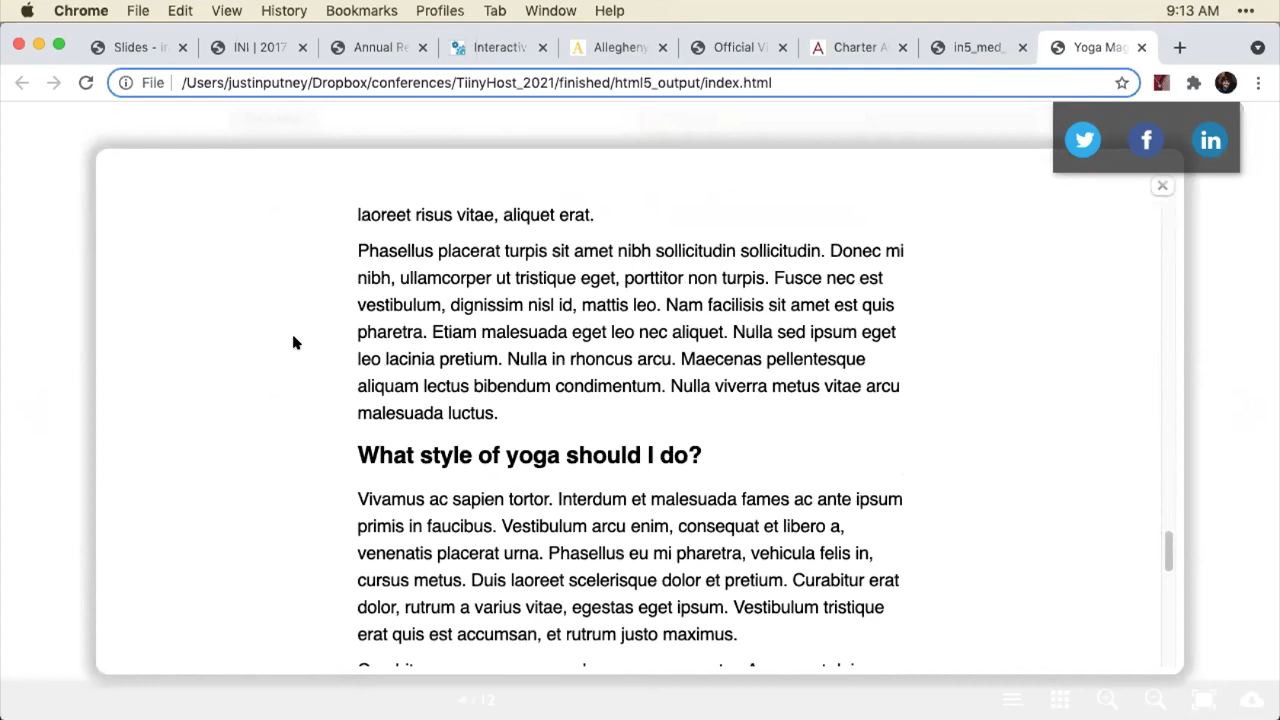 Chrome File Edit View History Bookmarks Profiles Tab Window Help 9:13 AM
Slides - i INI | 2017 Annual Re Interactiv Allegheny Official Vi Charter A in5_med_ Yoga Mag
File /Users/justinputney/Dropbox/conferences/TiinyHost_2021/finished/html5_output/index.html
f in
laoreet risus vitae, aliquet erat.
Phasellus placerat turpis sit amet nibh sollicitudin sollicitudin. Donec mi
nibh, ullamcorper ut tristique eget, porttitor non turpis. Fusce nec est
vestibulum, dignissim nisl id, mattis leo. Nam facilisis sit amet est quis
pharetra. Etiam malesuada eget leo nec aliquet. Nulla sed ipsum eget
leo lacinia pretium. Nulla in rhoncus arcu. Maecenas pellentesque
aliquam lectus bibendum condimentum. Nulla viverra metus vitae arcu
malesuada luctus.
What style of yoga should I do?
Vivamus ac sapien tortor. Interdum et malesuada fames ac ante ipsum
primis in faucibus. Vestibulum arcu enim, consequat et libero a,
venenatis placerat urna. Phasellus eu mi pharetra, vehicula felis in,
cursus metus. Duis laoreet scelerisque dolor et pretium. Curabitur erat
dolor, rutrum a varius vitae, egestas eget ipsum. Vestibulum tristique
erat quis est accumsan, et rutrum justo maximus.